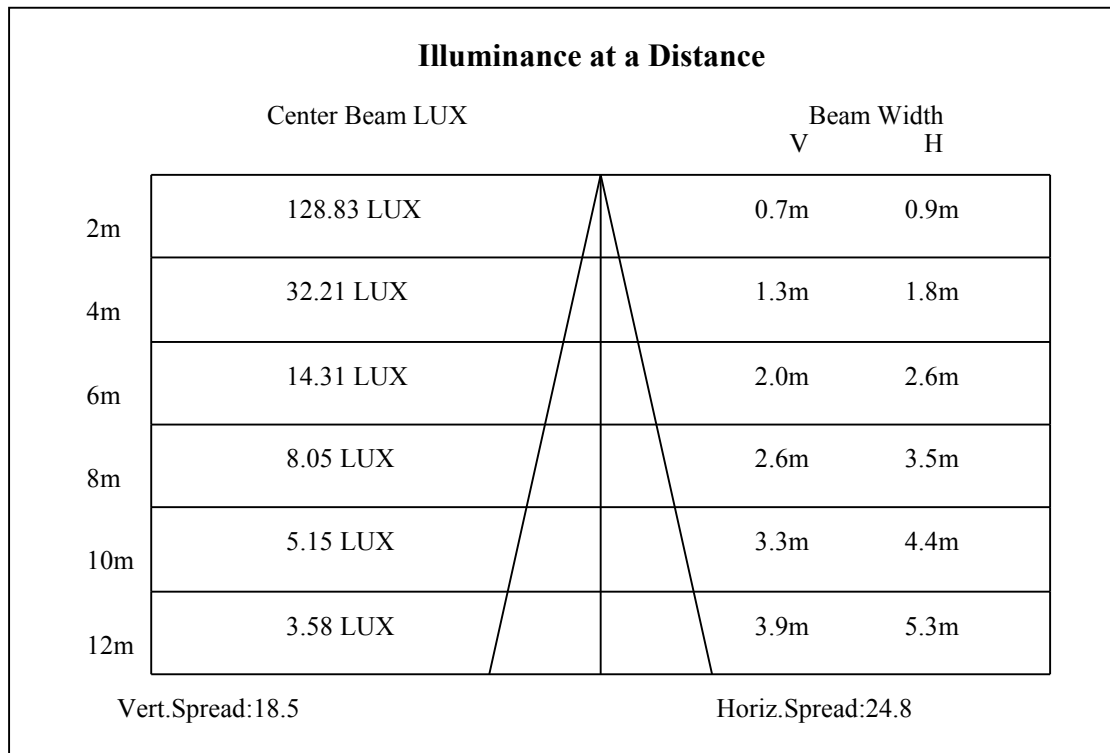 Illuminance at a Distance
Center Beam LUX Beam Width
V H
2m 128.83 LUX 0.7m 0.9m
4m 32.21 LUX 1.3m 1.8m
6m 14.31 LUX 2.0m 2.6m
8m 8.05 LUX 2.6m 3.5m
10m 5.15 LUX 3.3m 4.4m
12m 3.58 LUX 3.9m 5.3m
Vert.Spread:18.5 Horiz.Spread:24.8